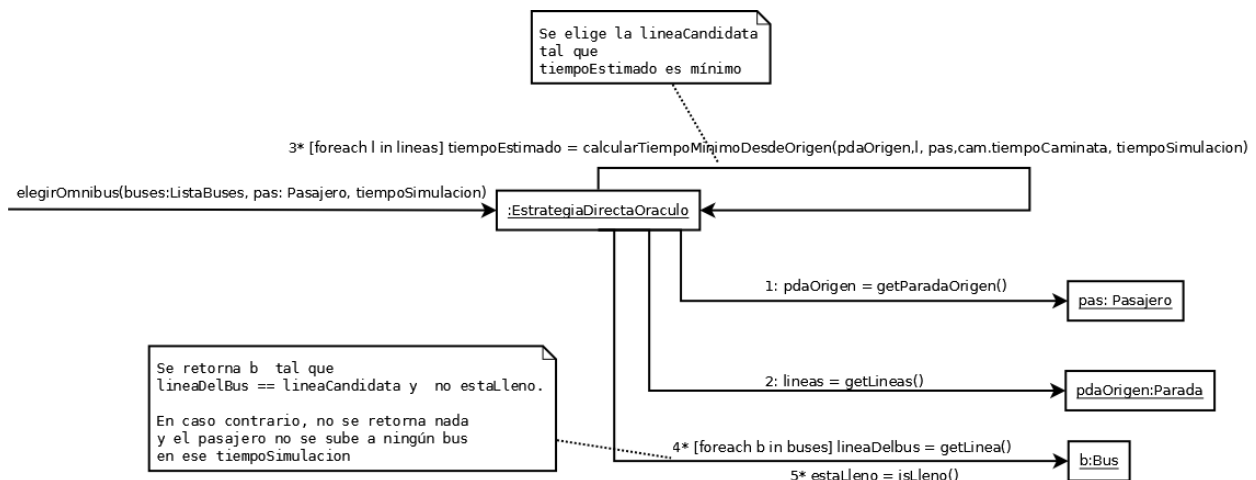 Se elige la lineaCandidata
tal que
tiempoEstimado es mínimo
3* [foreach l in lineas] tiempoEstimado = calcularTiempoMinimoDesdeOrigen(pdaOrigen,l, pas,cam.tiempoCaminata, tiempoSimulacion)
elegirOmnibus(buses:ListaBuses, pas: Pasajero, tiempoSimulacion)
:EstrategiaDirectaOraculo
1: pdaOrigen = getParadaOrigen()
pas: Pasajero
Se retorna b tal que
lineaDelBus == lineaCandidata y no estaLleno.
En caso contrario, no se retorna nada
y el pasajero no se sube a ningún bus
en ese tiempoSimulacion
2: lineas = getLineas()
pdaOrigen:Parada
4* [foreach b in buses] lineaDelbus = getLinea()
b:Bus
5* estaLleno = isLleno()